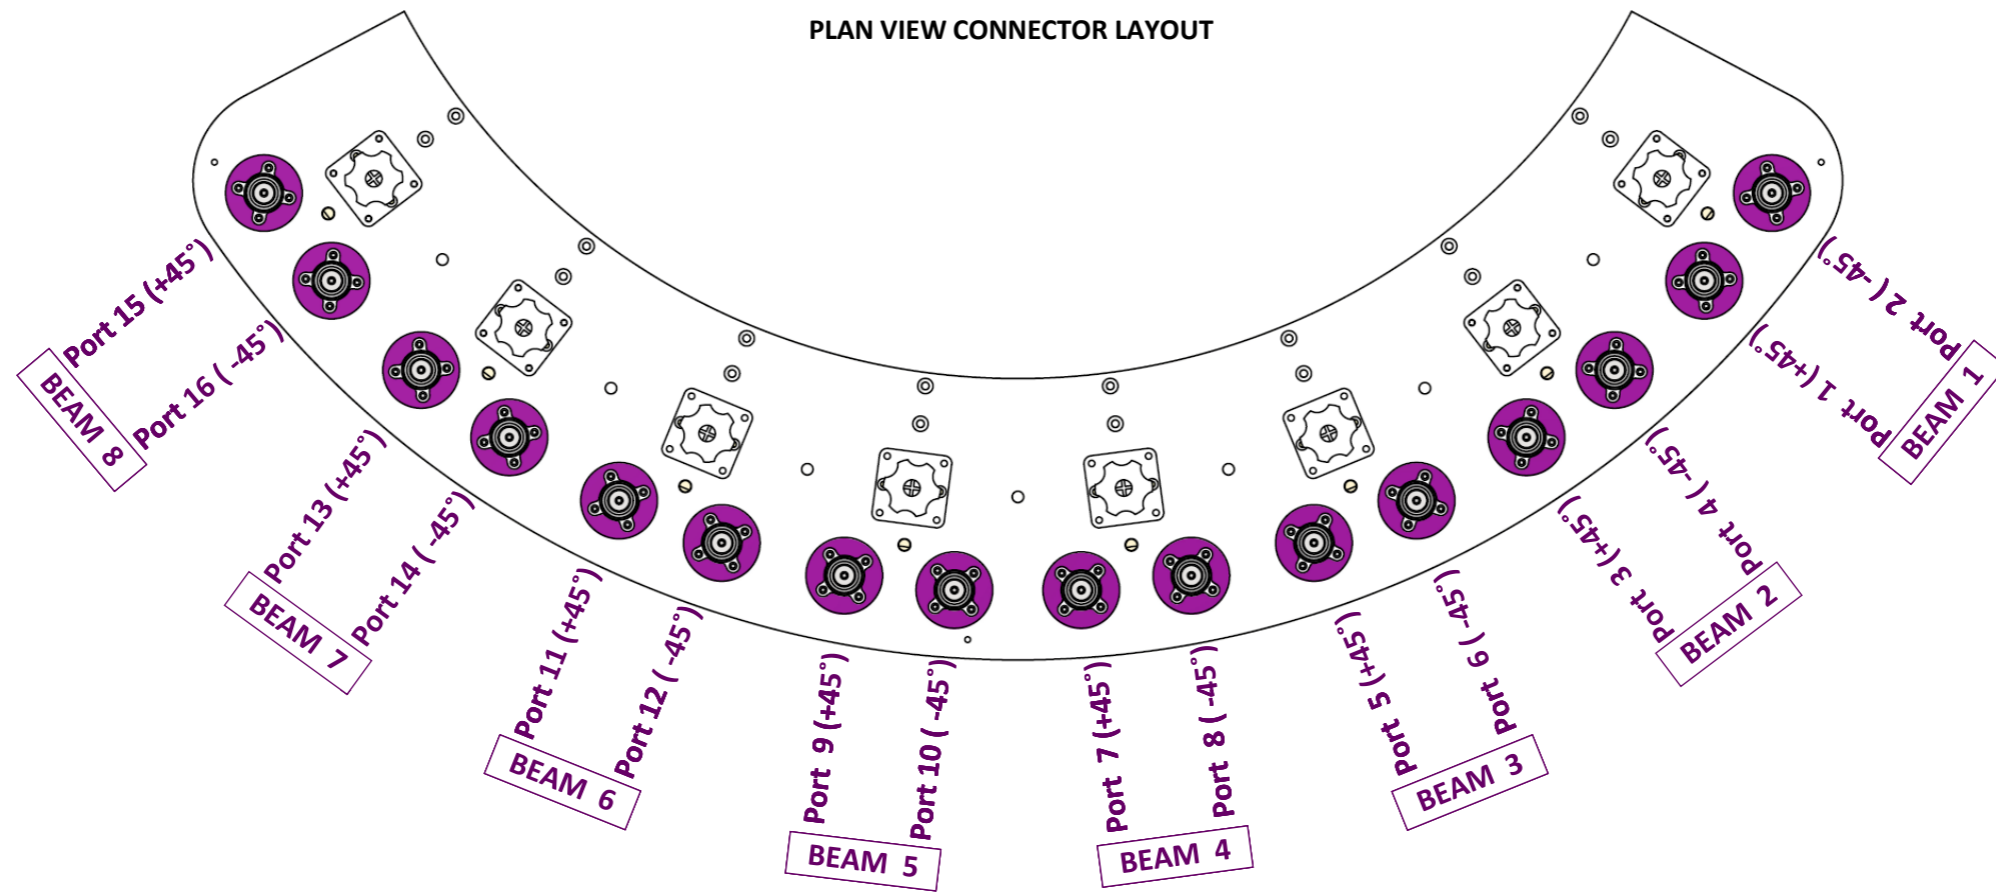 PLAN VIEW CONNECTOR LAYOUT
Port 15 (+45°)
Port 16 ( -45°)
BEAM 8
Port 13 (+45°)
Port 14 ( -45°)
BEAM 7
Port 11 (+45°)
Port 12 ( -45°)
BEAM 6
Port 9 (+45°)
Port 10 ( -45°)
BEAM 5
Port 7 (+45°)
Port 8 ( -45°)
BEAM 4
Port 5 (+45°)
Port 6 ( -45°)
BEAM 3
Port 3 (+45°)
Port 4 ( -45°)
BEAM 2
Port 1 (+45°)
Port 2 ( -45°)
BEAM 1